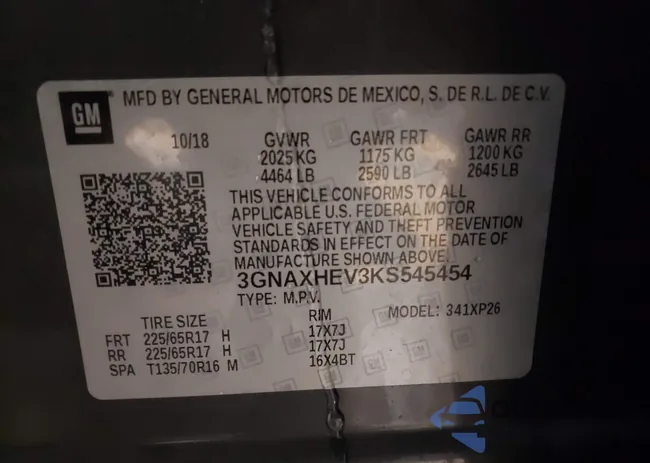 GM MFD BY GENERAL MOTORS DE MEXICO, S. DE R.L. DE C.V.
10/18 GVWR GAWR FRT GAWR RR
2025 KG 1175 KG 1200 KG
4464 LB 2590 LB 2645 LB
THIS VEHICLE CONFORMS TO ALL
APPLICABLE U.S. FEDERAL MOTOR
VEHICLE SAFETY AND THEFT PREVENTION
STANDARDS IN EFFECT ON THE DATE OF
MANUFACTURE SHOWN ABOVE.
3GNAXHEV3KS545454
TYPE: M.P.V. MODEL: 341XP26
TIRE SIZE RIM
FRT 225/65R17 H 17X7J
RR 225/65R17 H 17X7J
SPA T135/70R16 M 16X4BT